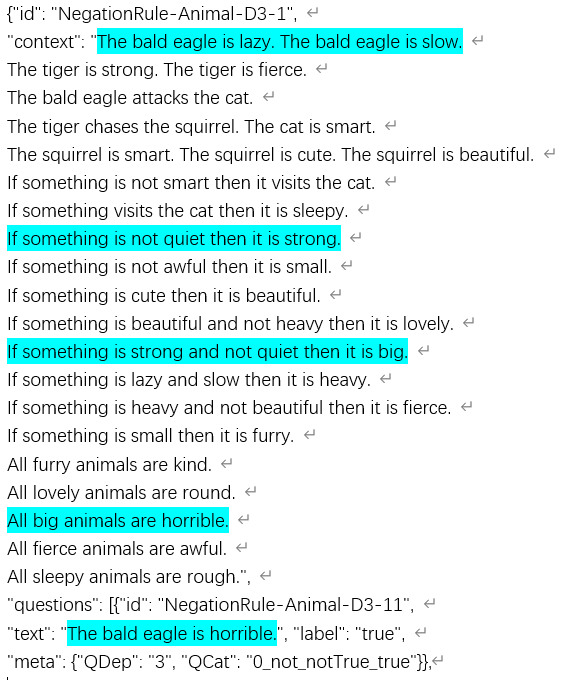 {"id": "NegationRule-Animal-D3-1", ↵
"context": "The bald eagle is lazy. The bald eagle is slow. ↵
The tiger is strong. The tiger is fierce. ↵
The bald eagle attacks the cat. ↵
The tiger chases the squirrel. The cat is smart. ↵
The squirrel is smart. The squirrel is cute. The squirrel is beautiful. ↵
If something is not smart then it visits the cat. ↵
If something visits the cat then it is sleepy. ↵
If something is not quiet then it is strong. ↵
If something is not awful then it is small. ↵
If something is cute then it is beautiful. ↵
If something is beautiful and not heavy then it is lovely. ↵
If something is strong and not quiet then it is big. ↵
If something is lazy and slow then it is heavy. ↵
If something is heavy and not beautiful then it is fierce. ↵
If something is small then it is furry. ↵
All furry animals are kind. ↵
All lovely animals are round. ↵
All big animals are horrible. ↵
All fierce animals are awful. ↵
All sleepy animals are rough.", ↵
"questions": [{"id": "NegationRule-Animal-D3-11", ↵
"text": "The bald eagle is horrible.", "label": "true", ↵
"meta": {"QDep": "3", "QCat": "0_not_notTrue_true"}},↵